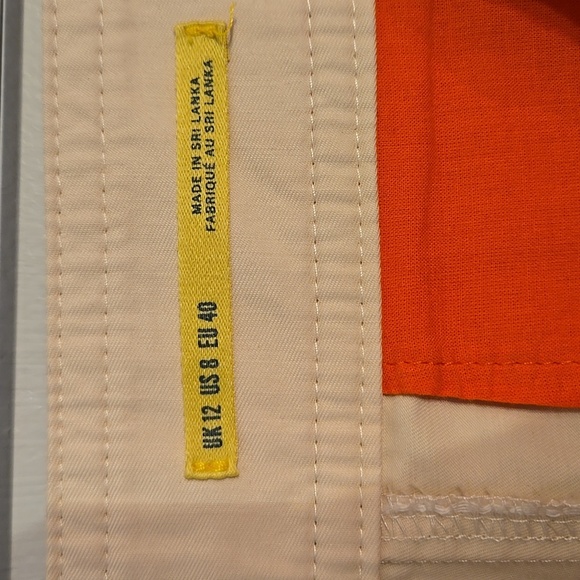 MADE IN SRI LANKA
FABRIQUÉ AU SRI LANKA
UK 12 US 8 EU 40